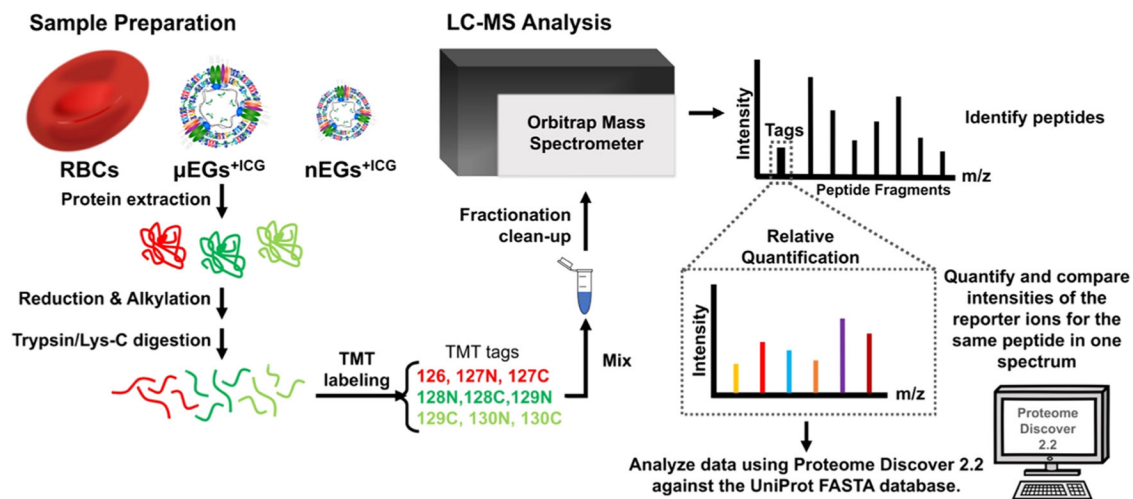 Sample Preparation
RBCs
μEGs+ICG
nEGs+ICG
Protein extraction
Reduction & Alkylation
Trypsin/Lys-C digestion
TMT
labeling
TMT tags
126, 127N, 127C
128N,128C,129N
129C, 130N, 130C
Mix
Fractionation
clean-up
LC-MS Analysis
Orbitrap Mass
Spectrometer
Intensity
Tags
m/z
Peptide Fragments
Identify peptides
Relative
Quantification
Intensity
m/z
Quantify and compare
intensities of the
reporter ions for the
same peptide in one
spectrum
Proteome
Discover
2.2
Analyze data using Proteome Discover 2.2
against the UniProt FASTA database.